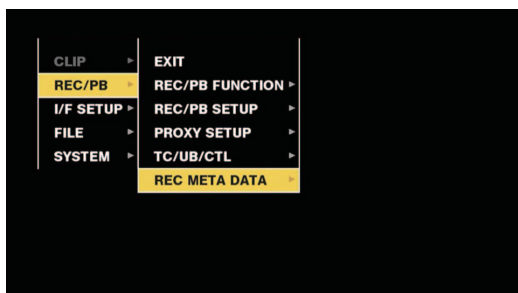 CLIP
REC/PB
I/F SETUP
FILE
SYSTEM
EXIT
REC/PB FUNCTION
REC/PB SETUP
PROXY SETUP
TC/UB/CTL
REC META DATA